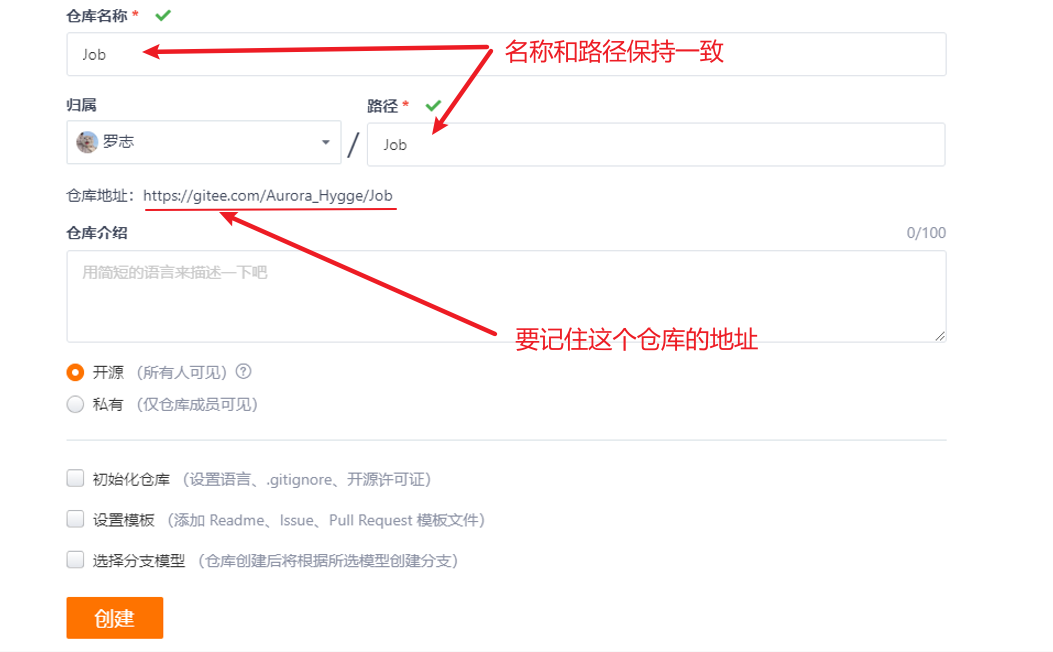 仓库名称 *
Job
名称和路径保持一致
归属
路径 *
罗志
/
Job
仓库地址：https://gitee.com/Aurora_Hygge/Job
仓库介绍
0/100
用简短的语言来描述一下吧
要记住这个仓库的地址
开源（所有人可见）?
私有（仅仓库成员可见）
初始化仓库（设置语言、.gitignore、开源许可证）
设置模板（添加 Readme、Issue、Pull Request 模板文件）
选择分支模型（仓库创建后将根据所选模型创建分支）
创建